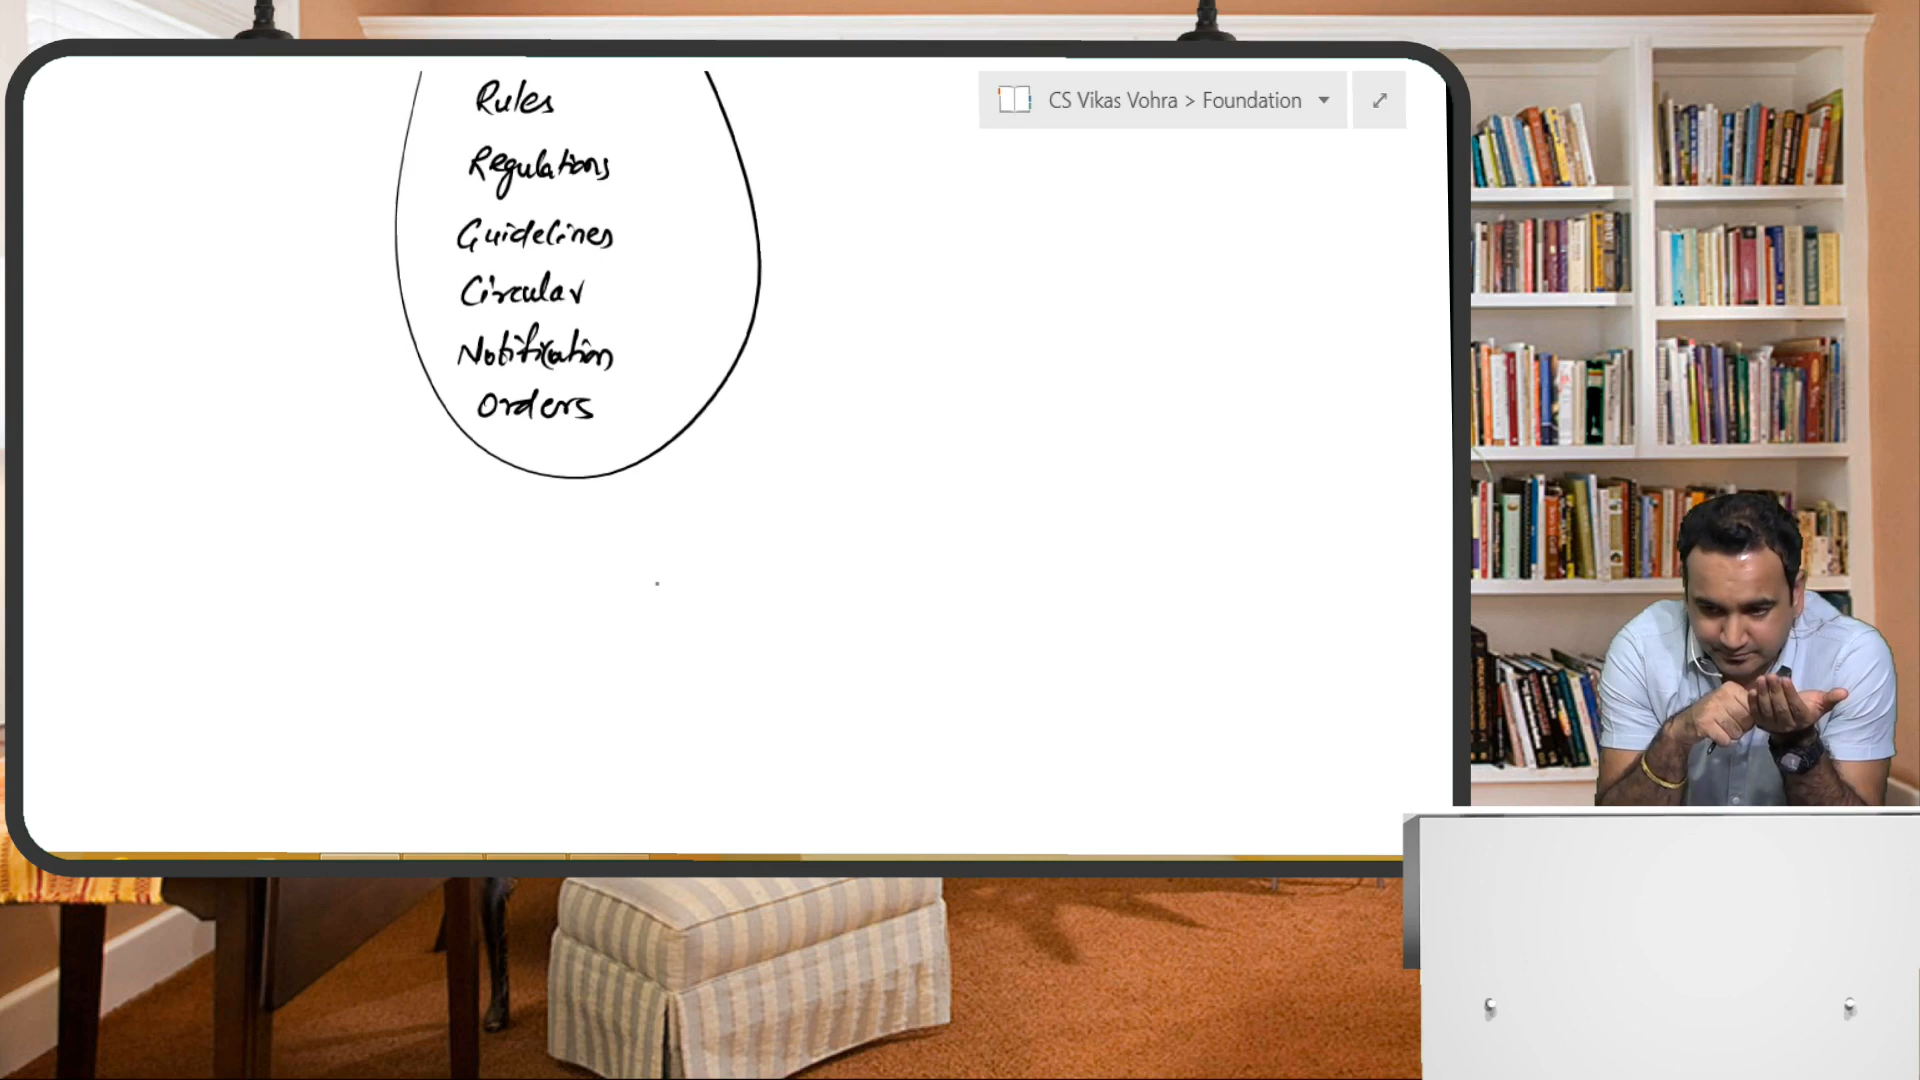 Rules
CS Vikas Vohra > Foundation
Regulations
Guidelines
Circular
Notification
Orders